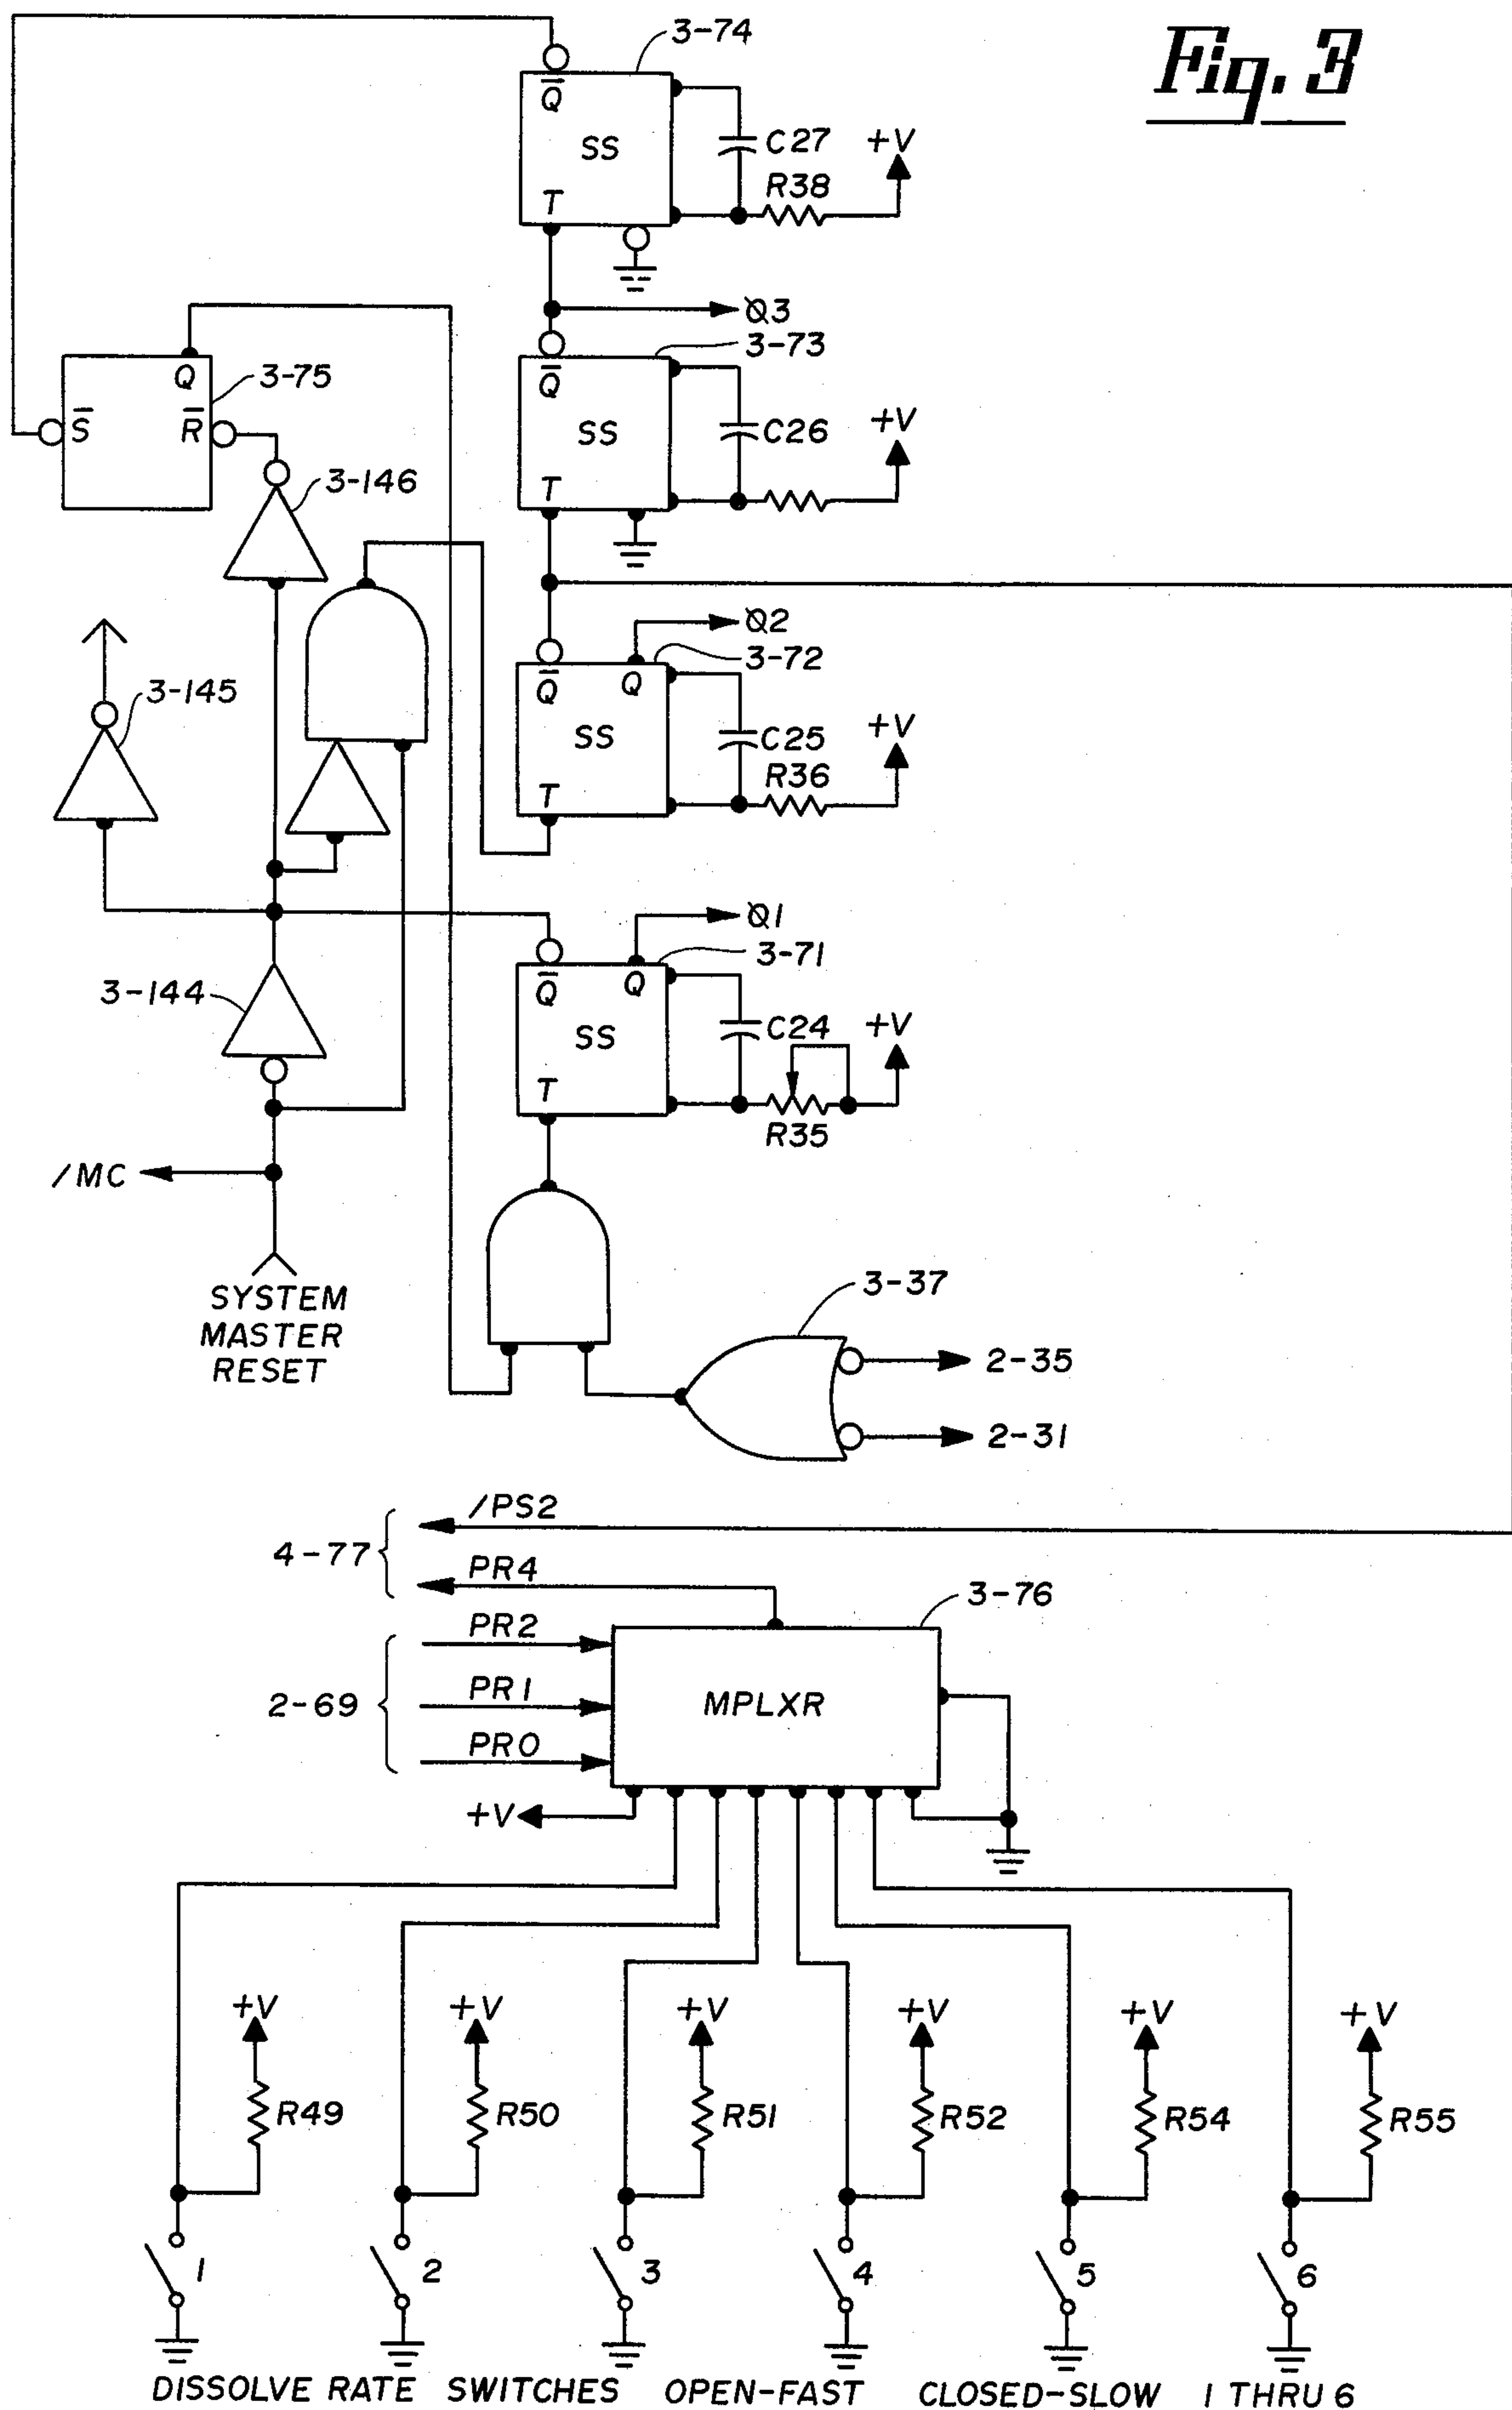 Fig. 3
3-74
Q̅
SS
T
C27
R38
+V
Ø3
3-73
Q̅
SS
T
C26
+V
Q
3-75
S̅
R̅
3-146
Ø2
3-72
Q̅
Q
SS
T
C25
R36
+V
3-145
Ø1
3-71
Q̅
Q
SS
T
C24
R35
+V
3-144
/MC
SYSTEM
MASTER
RESET
3-37
2-35
2-31
/PS2
4-77
PR4
3-76
PR2
2-69
PR1
MPLXR
PR0
+V
+V
+V
+V
+V
+V
+V
R49
R50
R51
R52
R54
R55
1
2
3
4
5
6
DISSOLVE RATE SWITCHES OPEN-FAST CLOSED-SLOW 1 THRU 6